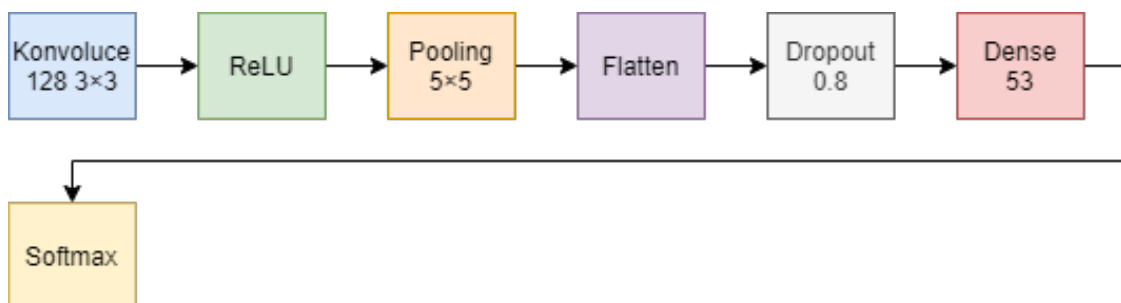 Konvoluce
128 3×3
ReLU
Pooling
5×5
Flatten
Dropout
0.8
Dense
53
Softmax